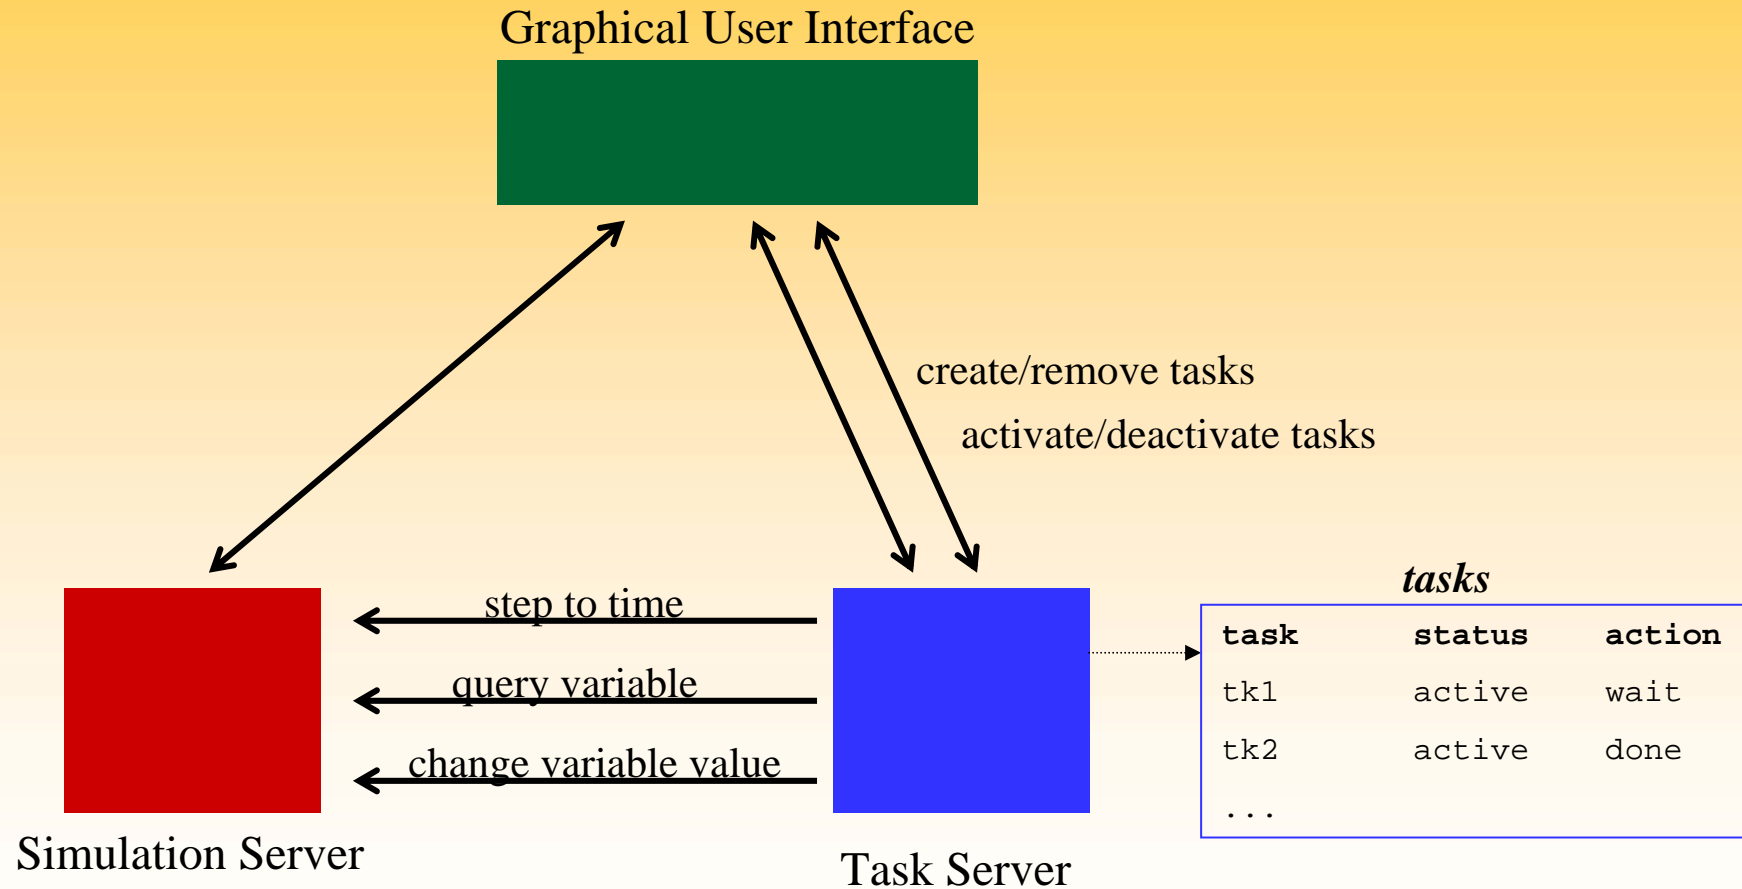 Graphical User Interface
create/remove tasks
activate/deactivate tasks
step to time
query variable
change variable value
tasks
task status action
tk1 active wait
tk2 active done
...
Simulation Server
Task Server